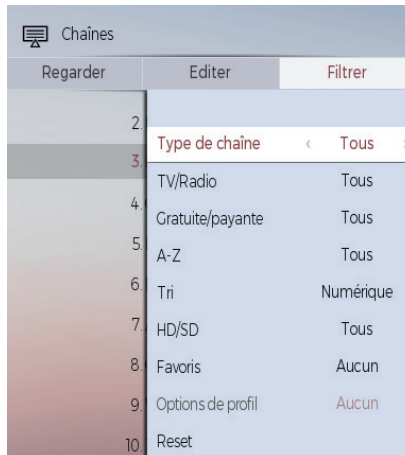 Chaînes
Regarder Editer Filtrer
2.
Type de chaîne < Tous >
3.
TV/Radio Tous
4.
Gratuite/payante Tous
5.
A-Z Tous
6.
Tri Numérique
7.
HD/SD Tous
8.
Favoris Aucun
9.
Options de profil Aucun
10.
Reset